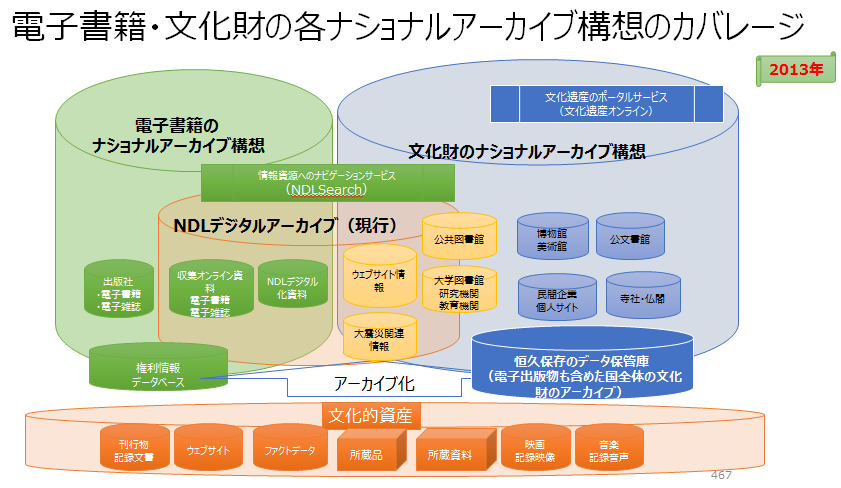 電子書籍・文化財の各ナショナルアーカイブ構想のカバレージ
2013年
文化遺産のポータルサービス
（文化遺産オンライン）
電子書籍の
ナショナルアーカイブ構想
文化財のナショナルアーカイブ構想
情報資源へのナビゲーションサービス
（NDLSearch）
NDLデジタルアーカイブ（現行）
公共図書館
博物館
美術館
公文書館
出版社
・電子書籍
・電子雑誌
収集オンライン資
料
電子書籍
電子雑誌
NDLデジタル
化資料
ウェブサイト情
報
大学図書館
研究機関
教育機関
民間企業
個人サイト
寺社・仏閣
大震災関連
情報
権利情報
データベース
アーカイブ化
恒久保存のデータ保管庫
（電子出版物も含めた国全体の文化
財のアーカイブ）
文化的資産
刊行物
記録文書
ウェブサイト
ファクトデータ
所蔵品
所蔵資料
映画
記録映像
音楽
記録音声
467